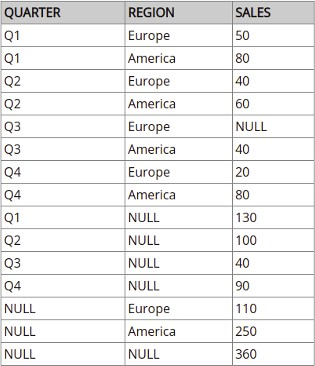 QUARTER REGION SALES
Q1 Europe 50
Q1 America 80
Q2 Europe 40
Q2 America 60
Q3 Europe NULL
Q3 America 40
Q4 Europe 20
Q4 America 80
Q1 NULL 130
Q2 NULL 100
Q3 NULL 40
Q4 NULL 90
NULL Europe 110
NULL America 250
NULL NULL 360